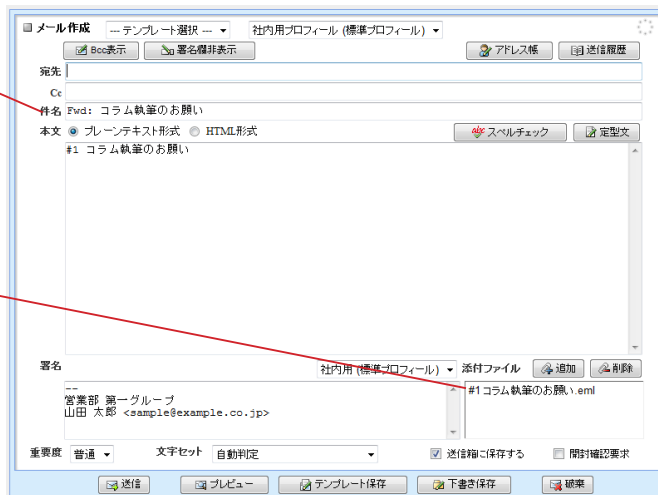 メール作成 --- テンプレート選択 --- 社内用プロフィール (標準プロフィール)
Bcc表示 署名欄非表示 アドレス帳 送信履歴
宛先
Cc
件名 Fwd: コラム執筆のお願い
本文 プレーンテキスト形式 HTML形式 abc スペルチェック 定型文
#1 コラム執筆のお願い
署名 社内用 (標準プロフィール) 添付ファイル 追加 削除
--
営業部 第一グループ
山田 太郎 <sample@example.co.jp>
#1コラム執筆のお願い.eml
重要度 普通 文字セット 自動判定 送信箱に保存する 開封確認要求
送信 プレビュー テンプレート保存 下書き保存 破棄